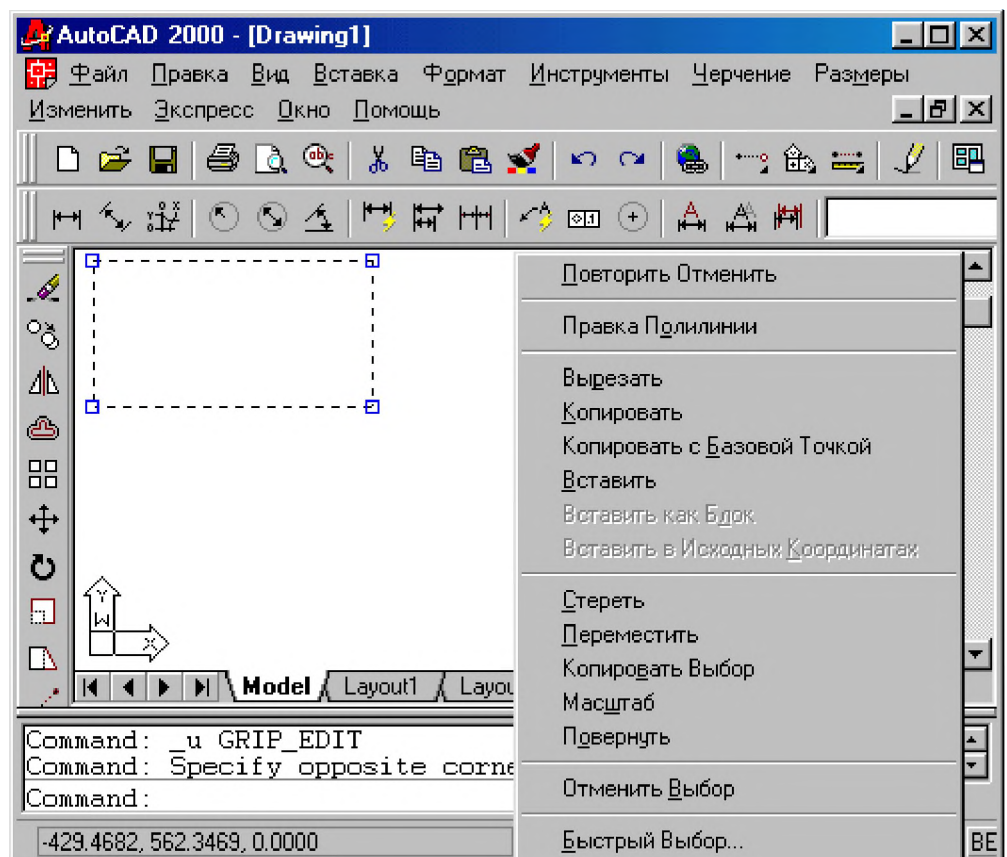 AutoCAD 2000 - [Drawing1]
Файл Правка Вид Вставка Формат Инструменты Черчение Размеры
Изменить Экспресс Окно Помощь
Повторить Отменить
Правка Полилинии
Вырезать
Копировать
Копировать с Базовой Точкой
Вставить
Вставить как Блок
Вставить в Исходных Координатах
Стереть
Переместить
Копировать Выбор
Масштаб
Повернуть
Отменить Выбор
Быстрый Выбор...
Y
W
X
Model Layout1 Layou
Command: _u GRIP_EDIT
Command: Specify opposite corne
Command:
-429.4682, 562.3469, 0.0000
ВЕ